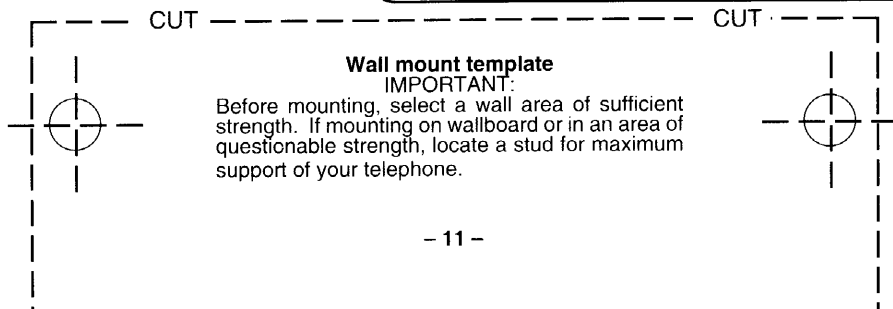 CUT CUT
Wall mount template
IMPORTANT:
Before mounting, select a wall area of sufficient
strength. If mounting on wallboard or in an area of
questionable strength, locate a stud for maximum
support of your telephone.
– 11 –